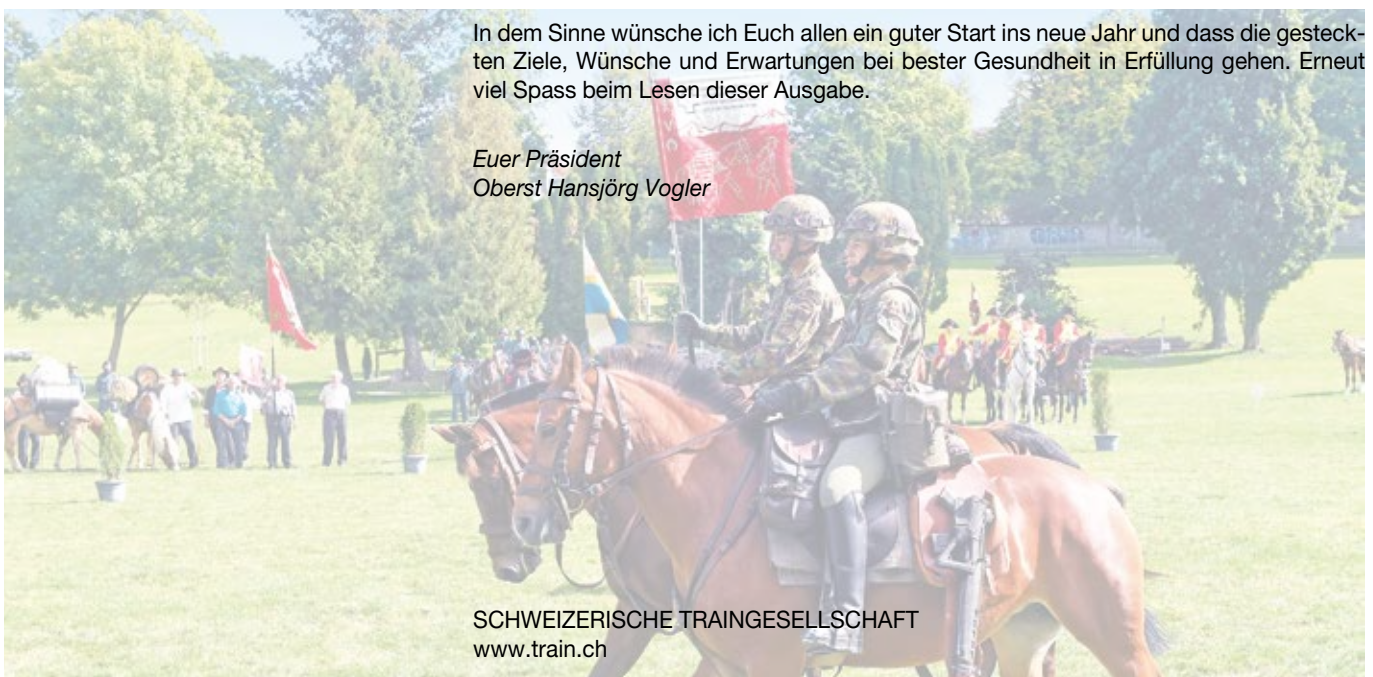 In dem Sinne wünsche ich Euch allen ein guter Start ins neue Jahr und dass die gesteck-
ten Ziele, Wünsche und Erwartungen bei bester Gesundheit in Erfüllung gehen. Erneut
viel Spass beim Lesen dieser Ausgabe.
Euer Präsident
Oberst Hansjörg Vogler
SCHWEIZERISCHE TRAINGESELLSCHAFT
www.train.ch